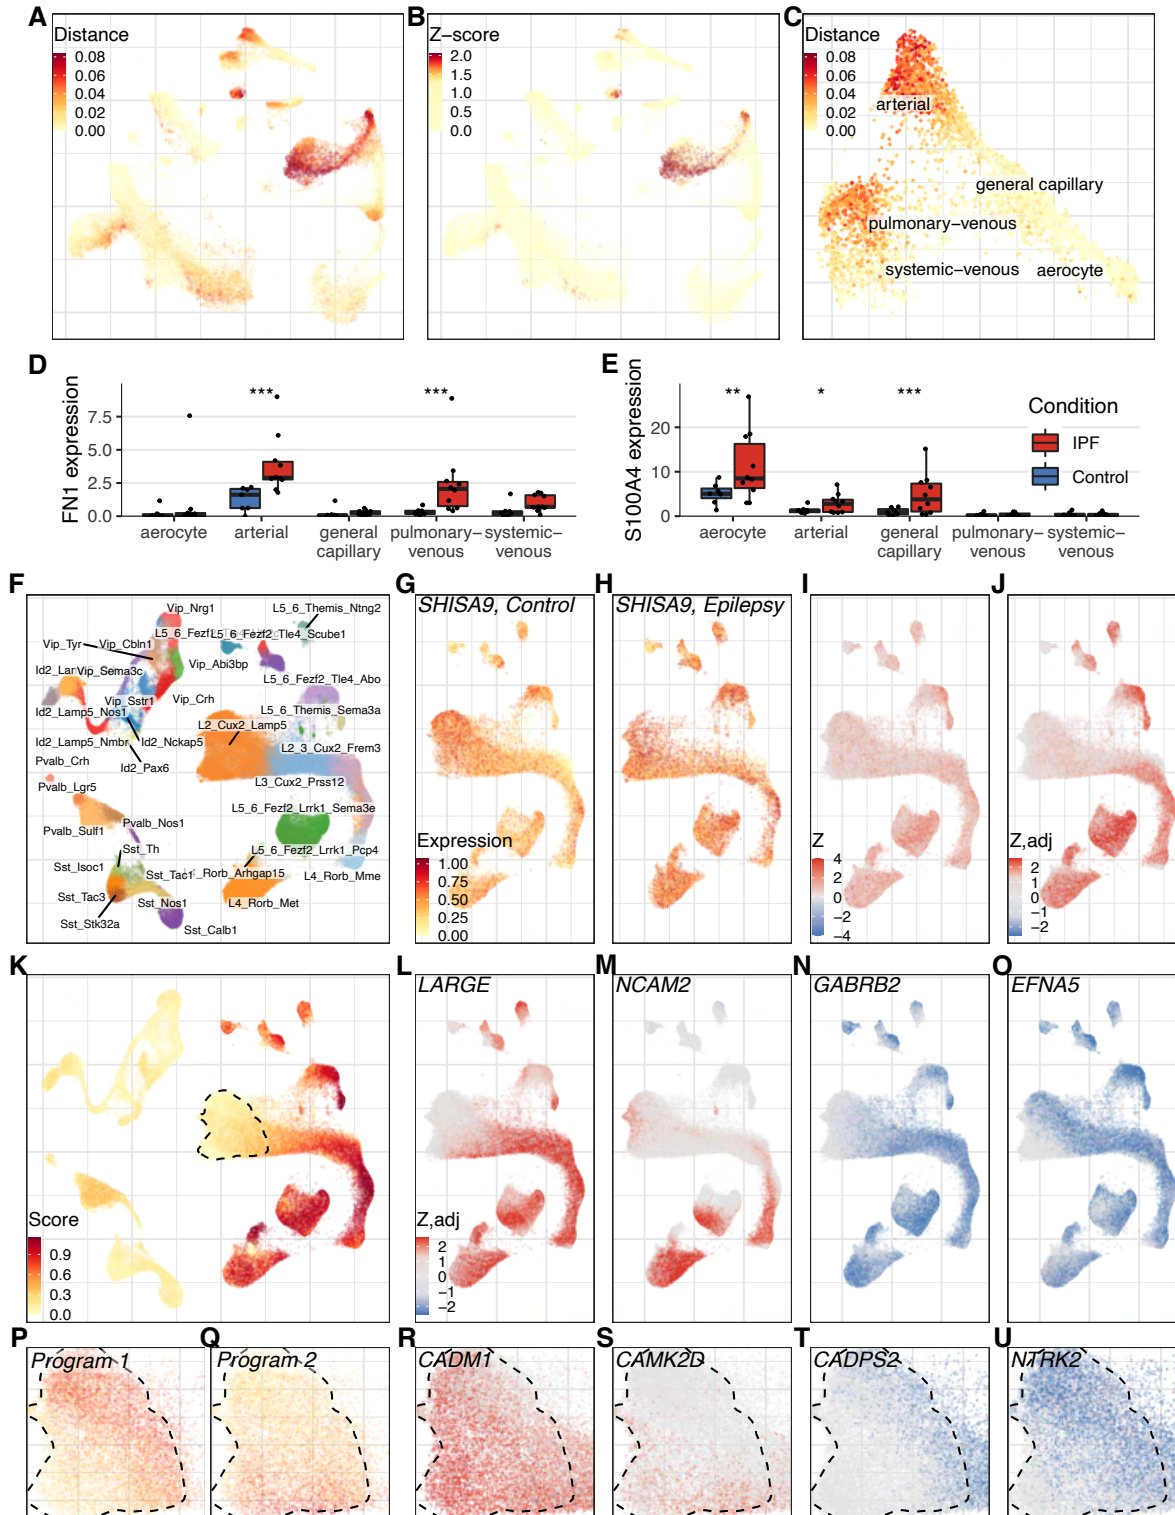 A
Distance
0.08
0.06
0.04
0.02
0.00
B
Z−score
2.0
1.5
1.0
0.5
0.0
C
Distance
0.08
0.06
0.04
0.02
0.00
arterial
general capillary
pulmonary−venous
systemic−venous
aerocyte
D
FN1 expression
7.5
5.0
2.5
0.0
***
***
aerocyte
arterial
general
capillary
pulmonary−
venous
systemic−
venous
E
S100A4 expression
20
10
0
**
*
***
aerocyte
arterial
general
capillary
pulmonary−
venous
systemic−
venous
Condition
IPF
Control
F
Vip_Nrg1
L5_6_Themis_Ntng2
L5_6_Fezf2_Tle4_Scube1
Vip_Tyr
Vip_Cbln1
Vip_Abi3bp
Vip_Sema3c
L5_6_Fezf2_Tle4_Abo
Vip_Sstr1
Vip_Crh
Id2_Lamp5_Nos1
L5_6_Themis_Sema3a
L2_Cux2_Lamp5
Id2_Lamp5_Nmbr
Id2_Nckap5
L2_3_Cux2_Frem3
Pvalb_Crh
Id2_Pax6
L3_Cux2_Prss12
Pvalb_Lgr5
L5_6_Fezf2_Lrrk1_Sema3e
Pvalb_Sulf1
Pvalb_Nos1
Sst_Th
L5_6_Fezf2_Lrrk1_Pcp4
Sst_Isoc1
Sst_Tac1
Rorb_Arhgap15
L4_Rorb_Mme
Sst_Tac3
Sst_Nos1
L4_Rorb_Met
Sst_Stk32a
Sst_Calb1
G
SHISA9, Control
Expression
1.00
0.75
0.50
0.25
0.00
H
SHISA9, Epilepsy
I
Z
4
2
0
−2
−4
J
Z,adj
2
1
0
−1
−2
K
Score
0.9
0.6
0.3
0.0
L
LARGE
Z,adj
2
1
0
−1
−2
M
NCAM2
N
GABRB2
O
EFNA5
P
Program 1
Q
Program 2
R
CADM1
S
CAMK2D
T
CADPS2
U
NTRK2